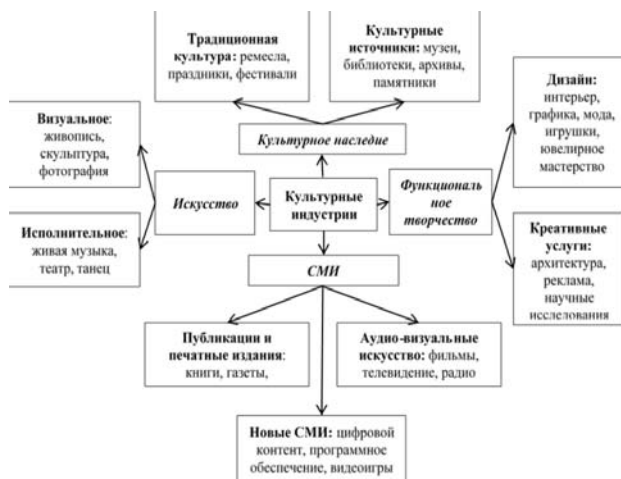 Традиционная
культура: ремесла,
праздники, фестивали
Культурные
источники: музеи,
библиотеки, архивы,
памятники
Дизайн:
интерьер,
графика, мода,
игрушки,
ювелирное
мастерство
Визуальное:
живопись,
скульптура,
фотография
Культурное наследие
Искусство
Культурные
индустрии
Функциональ
ное
творчество
Исполнительное:
живая музыка,
театр, танец
Креативные
услуги:
архитектура,
реклама,
научные
исслелования
СМИ
Публикации и
печатные издания:
книги, газеты,
Аудио-визуальные
искусство: фильмы,
телевидение, радио
Новые СМИ: цифровой
контент, программное
обеспечение, видеоигры